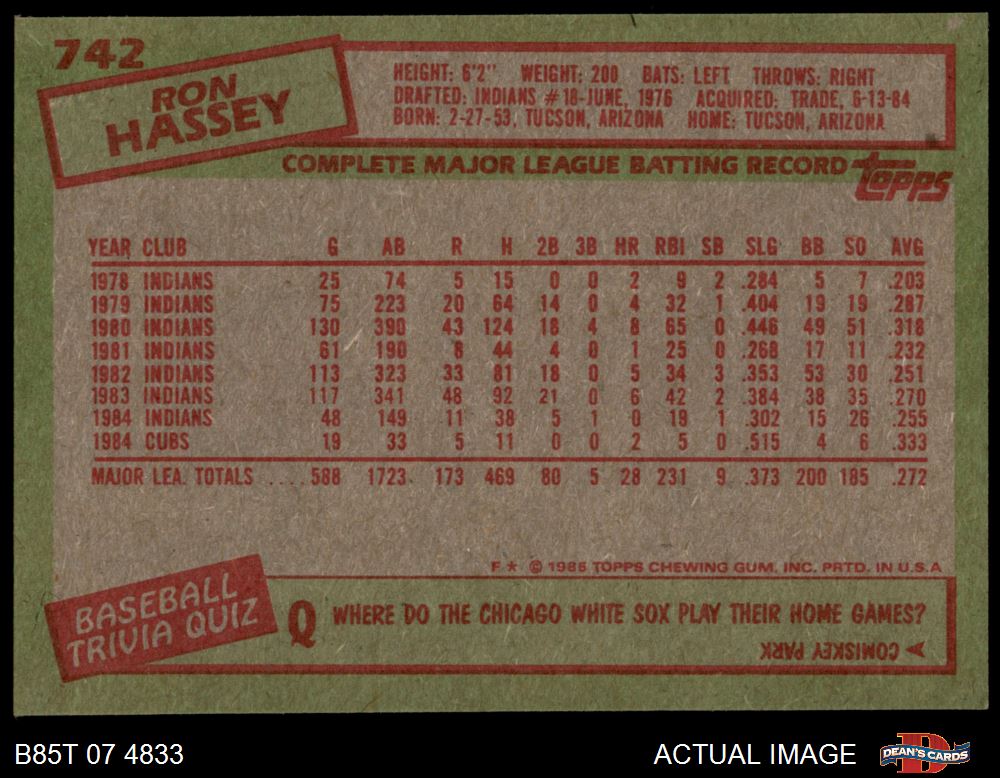 742
RON
HASSEY
HEIGHT: 6'2" WEIGHT: 200 BATS: LEFT THROWS: RIGHT
DRAFTED: INDIANS #18-JUNE, 1976 ACQUIRED: TRADE, 6-13-84
BORN: 2-27-53, TUCSON, ARIZONA HOME: TUCSON, ARIZONA
COMPLETE MAJOR LEAGUE BATTING RECORD topps
YEAR CLUB G AB R H 2B 3B HR RBI SB SLG BB SO AVG
1978 INDIANS 25 74 5 15 0 0 2 9 2 .284 5 7 .203
1979 INDIANS 75 223 20 64 14 0 4 32 1 .404 19 19 .287
1980 INDIANS 130 390 43 124 18 4 8 65 0 .446 49 51 .318
1981 INDIANS 61 190 8 44 4 0 1 25 0 .268 17 11 .232
1982 INDIANS 113 323 33 81 18 0 5 34 3 .353 53 30 .251
1983 INDIANS 117 341 48 92 21 0 6 42 2 .384 38 35 .270
1984 INDIANS 48 149 11 38 5 1 0 19 1 .302 15 26 .255
1984 CUBS 19 33 5 11 0 0 2 5 0 .515 4 6 .333
MAJOR LEA. TOTALS .... 588 1723 173 469 80 5 28 231 9 .373 200 185 .272
F * © 1985 TOPPS CHEWING GUM, INC. PRTD. IN U.S.A
BASEBALL
TRIVIA QUIZ
Q WHERE DO THE CHICAGO WHITE SOX PLAY THEIR HOME GAMES?
COMISKEY PARK
B85T 07 4833 ACTUAL IMAGE DEAN'S CARDS